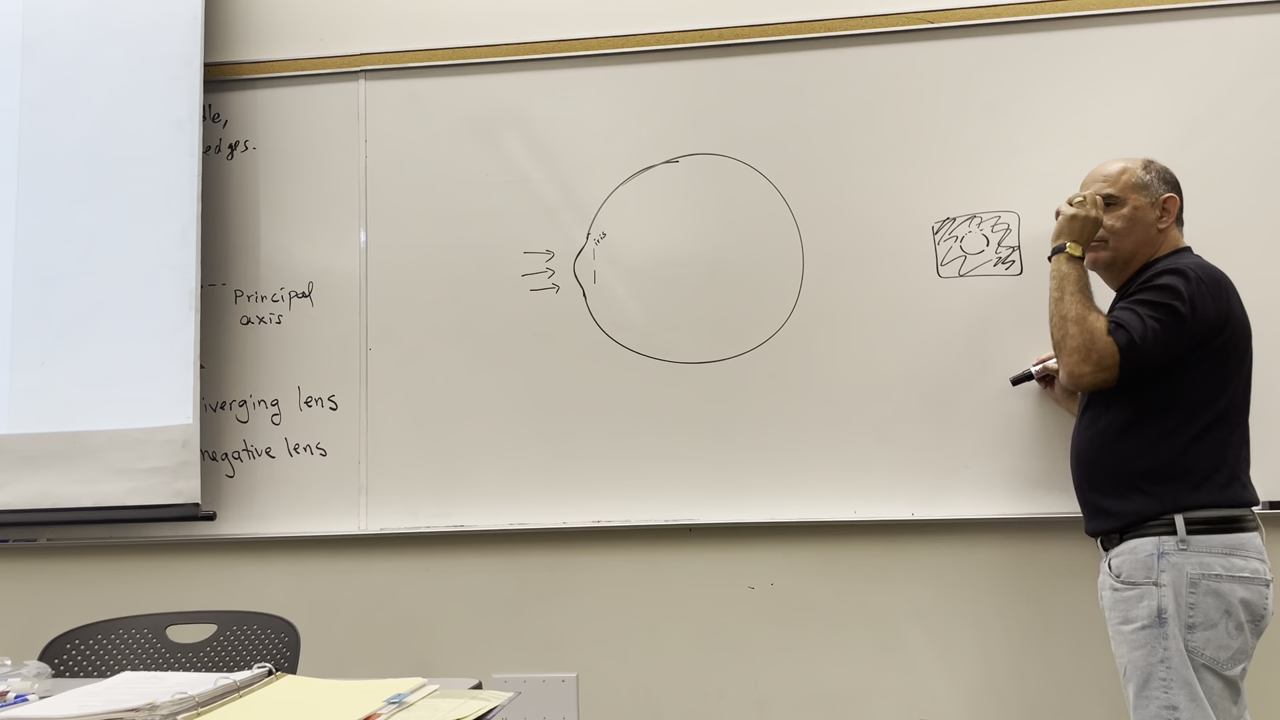 edges.
Principal
axis
iverging lens
negative lens
iris